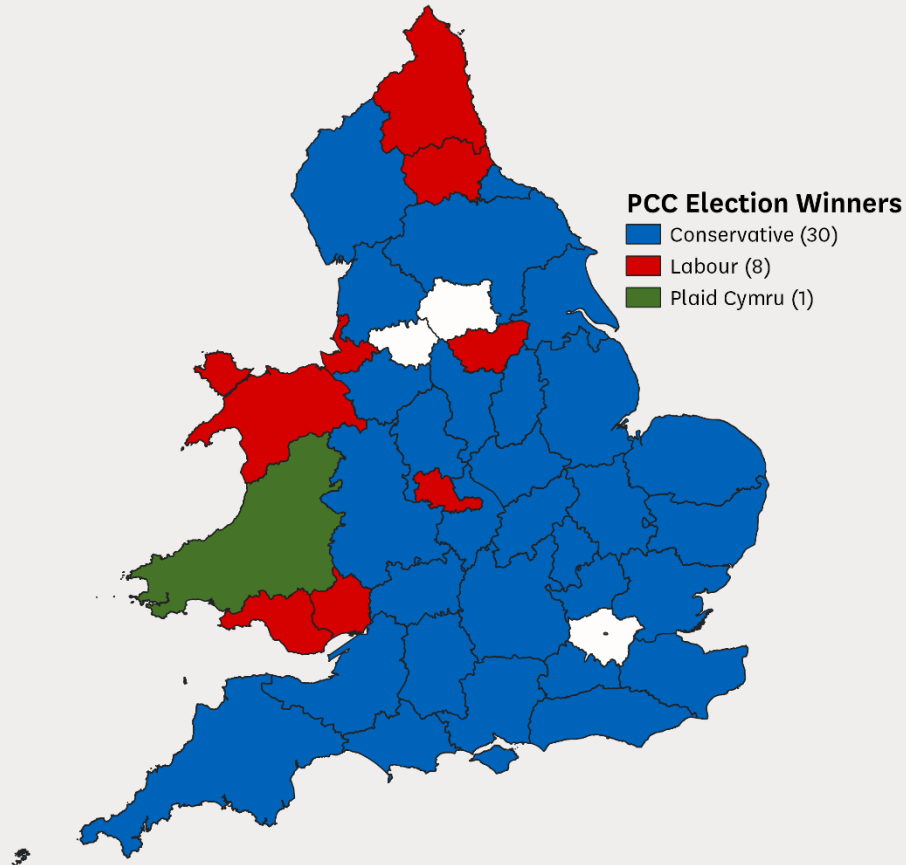 PCC Election Winners
Conservative (30)
Labour (8)
Plaid Cymru (1)